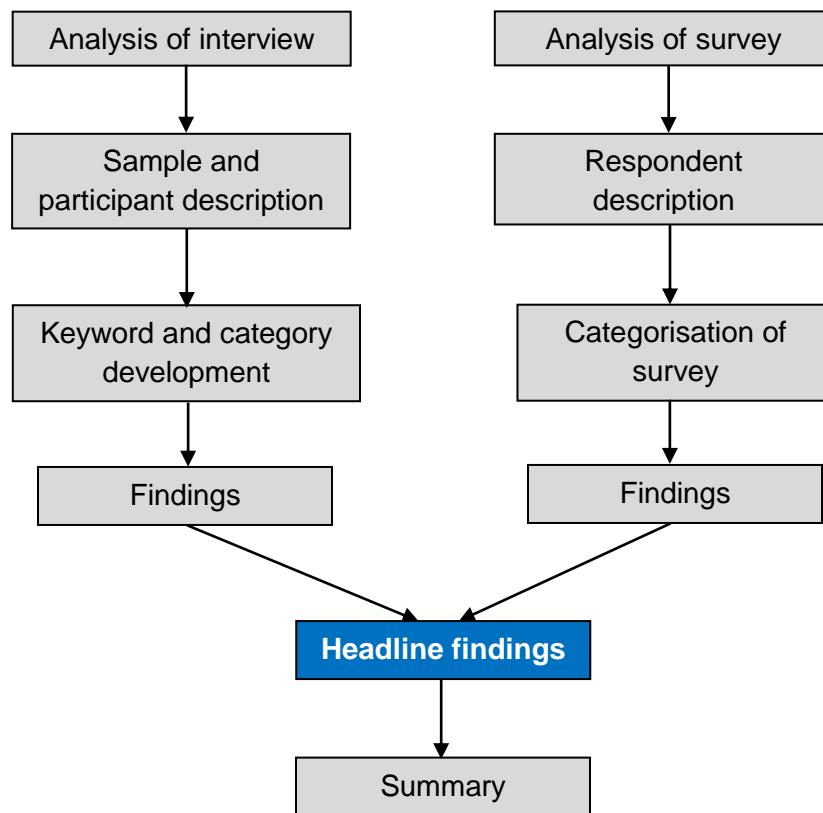 Analysis of interview
Analysis of survey
Sample and
participant description
Respondent
description
Keyword and category
development
Categorisation of
survey
Findings
Findings
Headline findings
Summary